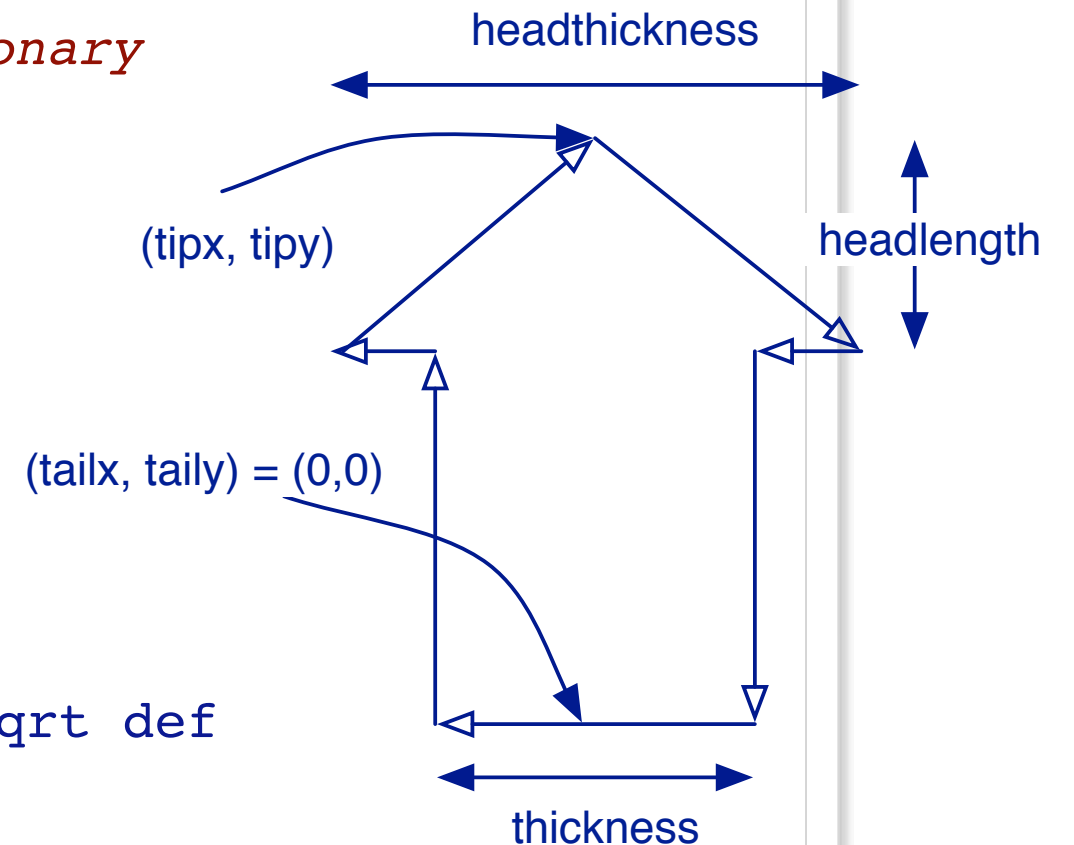 headthickness
onary
(tipx, tipy)
headlength
(tailx, taily) = (0,0)
qrt def
thickness